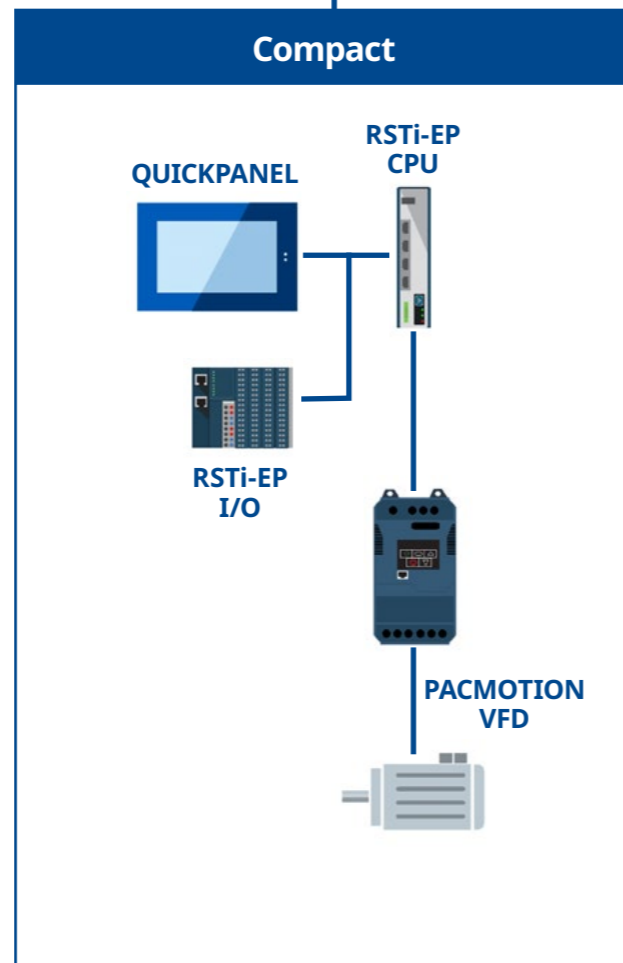 Compact
RSTi-EP
CPU
QUICKPANEL
RSTi-EP
I/O
PACMOTION
VFD